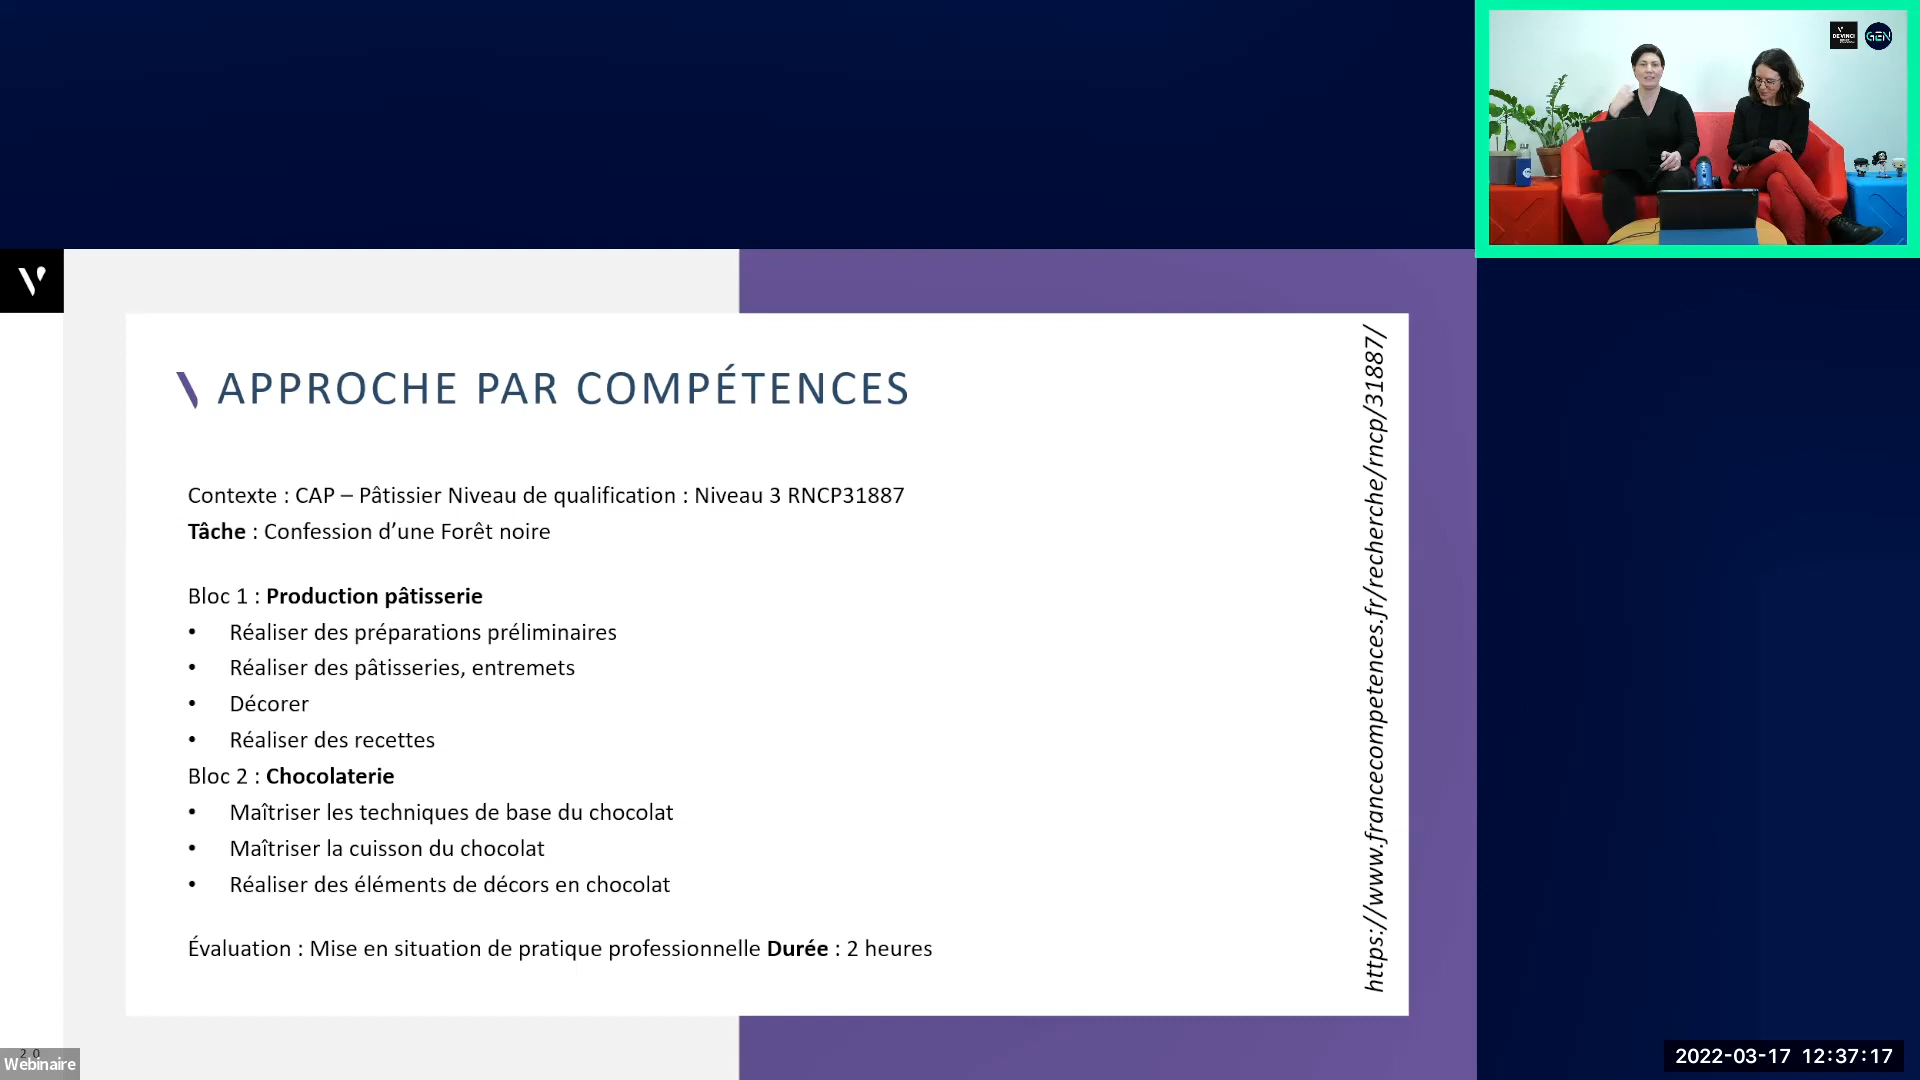 DEVINCI
GEN
APPROCHE PAR COMPÉTENCES
Contexte : CAP – Pâtissier Niveau de qualification : Niveau 3 RNCP31887
Tâche : Confession d’une Forêt noire
Bloc 1 : Production pâtisserie
• Réaliser des préparations préliminaires
• Réaliser des pâtisseries, entremets
• Décorer
• Réaliser des recettes
Bloc 2 : Chocolaterie
• Maîtriser les techniques de base du chocolat
• Maîtriser la cuisson du chocolat
• Réaliser des éléments de décors en chocolat
Évaluation : Mise en situation de pratique professionnelle Durée : 2 heures
https://www.francecompetences.fr/recherche/rncp/31887/
20
Webinaire
2022-03-17 12:37:17